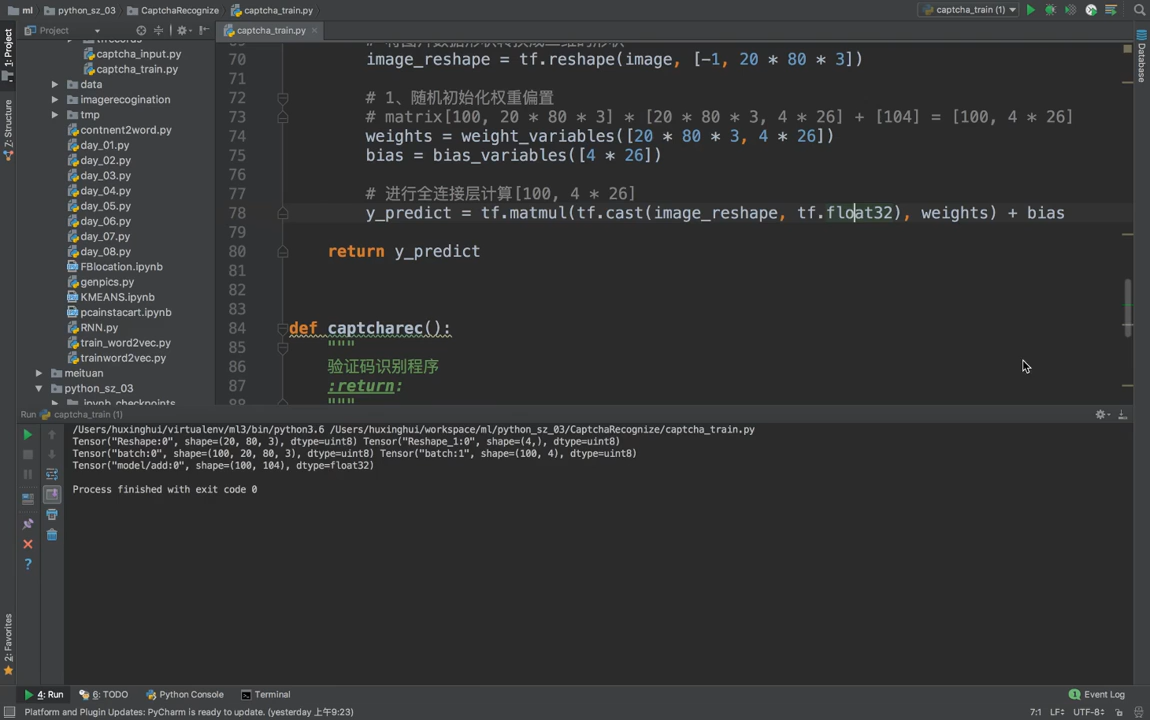 ml
python_sz_03
CaptchaRecognize
captcha_train.py
captcha_train (1)
Project
captcha_train.py
1: Project
Z: Structure
2: Favorites
Database
captcha_input.py
captcha_train.py
data
imagerecogination
tmp
contnent2word.py
day_01.py
day_02.py
day_03.py
day_04.py
day_05.py
day_06.py
day_07.py
day_08.py
FBlocation.ipynb
genpics.py
KMEANS.ipynb
pcainstacart.ipynb
RNN.py
train_word2vec.py
trainword2vec.py
meituan
python_sz_03
.ipynb_checkpoints
70 image_reshape = tf.reshape(image, [-1, 20 * 80 * 3])
71
72 # 1、随机初始化权重偏置
73 # matrix[100, 20 * 80 * 3] * [20 * 80 * 3, 4 * 26] + [104] = [100, 4 * 26]
74 weights = weight_variables([20 * 80 * 3, 4 * 26])
75 bias = bias_variables([4 * 26])
76
77 # 进行全连接层计算[100, 4 * 26]
78 y_predict = tf.matmul(tf.cast(image_reshape, tf.float32), weights) + bias
79
80 return y_predict
81
82
83
84 def captcharec():
85 """
86 验证码识别程序
87 :return:
88 """
Run captcha_train (1)
/Users/huxinghui/virtualenv/ml3/bin/python3.6 /Users/huxinghui/workspace/ml/python_sz_03/CaptchaRecognize/captcha_train.py
Tensor("Reshape:0", shape=(20, 80, 3), dtype=uint8) Tensor("Reshape_1:0", shape=(4,), dtype=uint8)
Tensor("batch:0", shape=(100, 20, 80, 3), dtype=uint8) Tensor("batch:1", shape=(100, 4), dtype=uint8)
Tensor("model/add:0", shape=(100, 104), dtype=float32)
Process finished with exit code 0
4: Run
6: TODO
Python Console
Terminal
1 Event Log
Platform and Plugin Updates: PyCharm is ready to update. (yesterday 上午9:23)
7:1 LF UTF-8